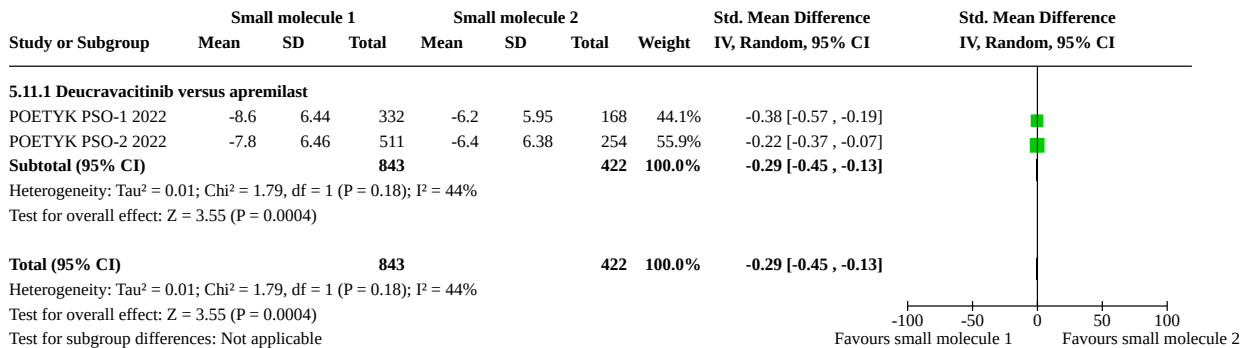 Small molecule 1 Small molecule 2 Std. Mean Difference Std. Mean Difference
Study or Subgroup Mean SD Total Mean SD Total Weight IV, Random, 95% CI IV, Random, 95% CI
5.11.1 Deucravacitinib versus apremilast
POETYK PSO-1 2022 -8.6 6.44 332 -6.2 5.95 168 44.1% -0.38 [-0.57 , -0.19]
POETYK PSO-2 2022 -7.8 6.46 511 -6.4 6.38 254 55.9% -0.22 [-0.37 , -0.07]
Subtotal (95% CI) 843 422 100.0% -0.29 [-0.45 , -0.13]
Heterogeneity: Tau² = 0.01; Chi² = 1.79, df = 1 (P = 0.18); I² = 44%
Test for overall effect: Z = 3.55 (P = 0.0004)
Total (95% CI) 843 422 100.0% -0.29 [-0.45 , -0.13]
Heterogeneity: Tau² = 0.01; Chi² = 1.79, df = 1 (P = 0.18); I² = 44%
Test for overall effect: Z = 3.55 (P = 0.0004) -100 -50 0 50 100
Test for subgroup differences: Not applicable Favours small molecule 1 Favours small molecule 2